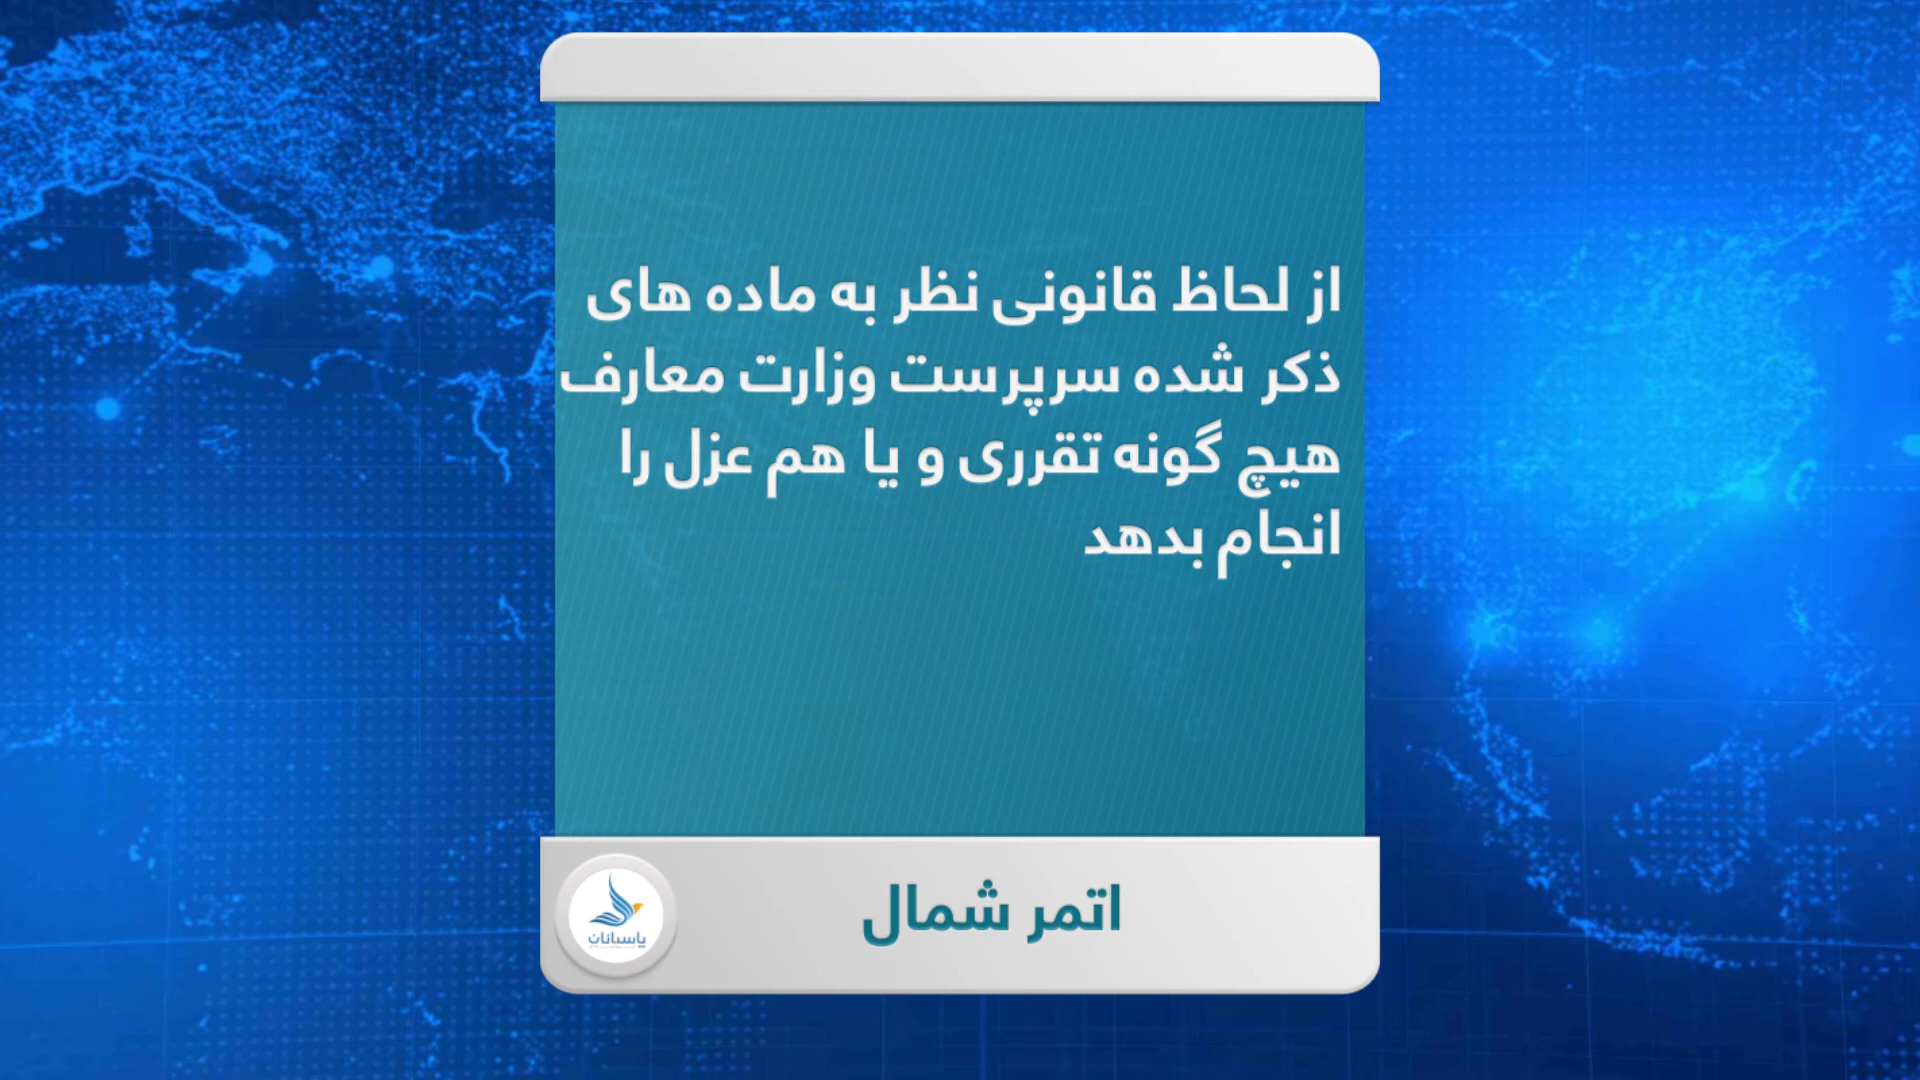 از لحاظ قانونی نظر به ماده های
ذکر شده سرپرست وزارت معارف
هیچ گونه تقرری و یا هم عزل را
انجام بدهد
اتمر شمال
پاسبانان